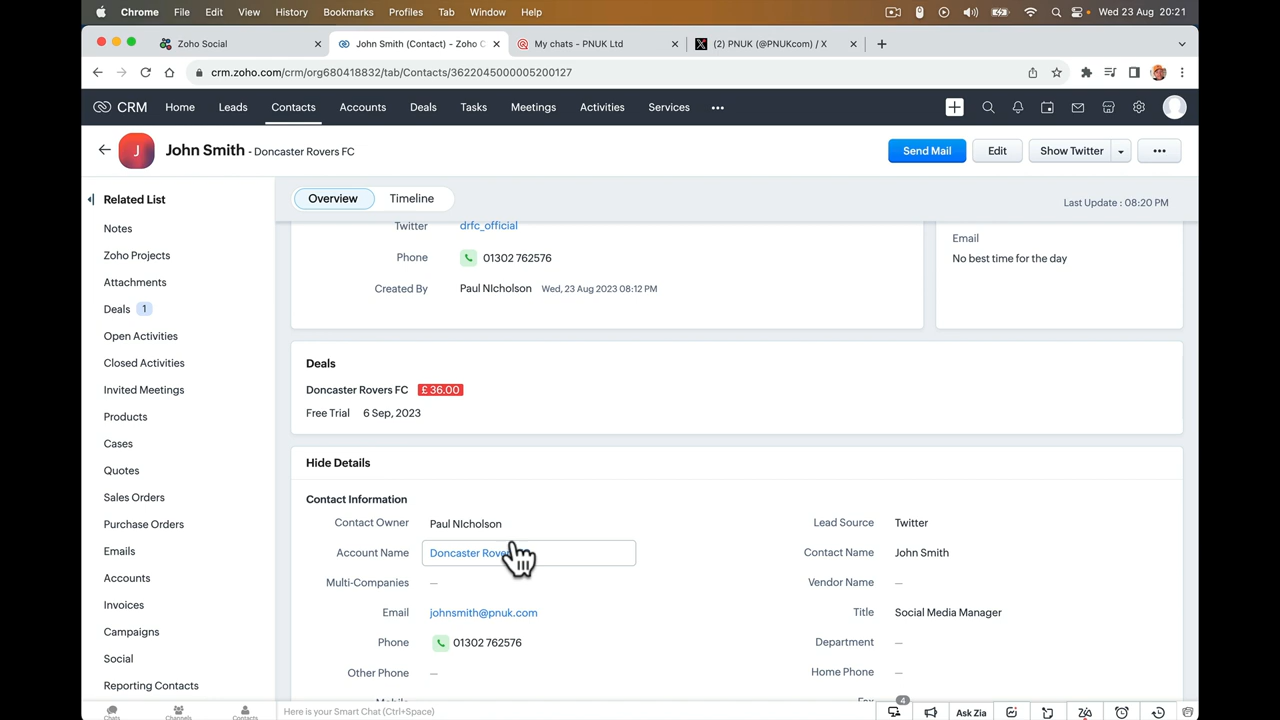 Chrome File Edit View History Bookmarks Profiles Tab Window Help Wed 23 Aug 20:21
Zoho Social John Smith (Contact) - Zoho C My chats - PNUK Ltd (2) PNUK (@PNUKcom) / X
crm.zoho.com/crm/org680418832/tab/Contacts/3622045000005200127
CRM Home Leads Contacts Accounts Deals Tasks Meetings Activities Services
J John Smith - Doncaster Rovers FC Send Mail Edit Show Twitter
Related List
Notes
Zoho Projects
Attachments
Deals 1
Open Activities
Closed Activities
Invited Meetings
Products
Cases
Quotes
Sales Orders
Purchase Orders
Emails
Accounts
Invoices
Campaigns
Social
Reporting Contacts
Overview Timeline Last Update : 08:20 PM
Twitter drfc_official
Phone 01302 762576
Created By Paul NIcholson Wed, 23 Aug 2023 08:12 PM
Email
No best time for the day
Deals
Doncaster Rovers FC £ 36.00
Free Trial 6 Sep, 2023
Hide Details
Contact Information
Contact Owner Paul NIcholson Lead Source Twitter
Account Name Doncaster Contact Name John Smith
Multi-Companies — Vendor Name —
Email johnsmith@pnuk.com Title Social Media Manager
Phone 01302 762576 Department —
Other Phone — Home Phone —
Chats Channels Contacts Here is your Smart Chat (Ctrl+Space) 4 Ask Zia